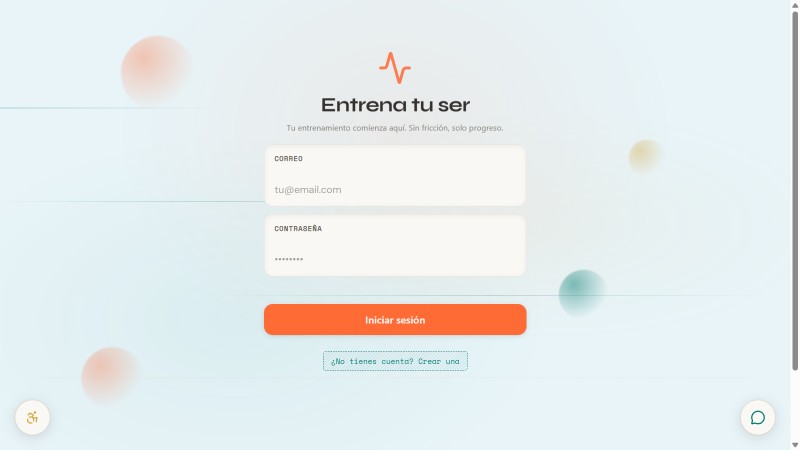 Entrena tu ser
Tu entrenamiento comienza aquí. Sin fricción, solo progreso.
CORREO
tu@email.com
CONTRASEÑA
••••••••
Iniciar sesión
¿No tienes cuenta? Crear una